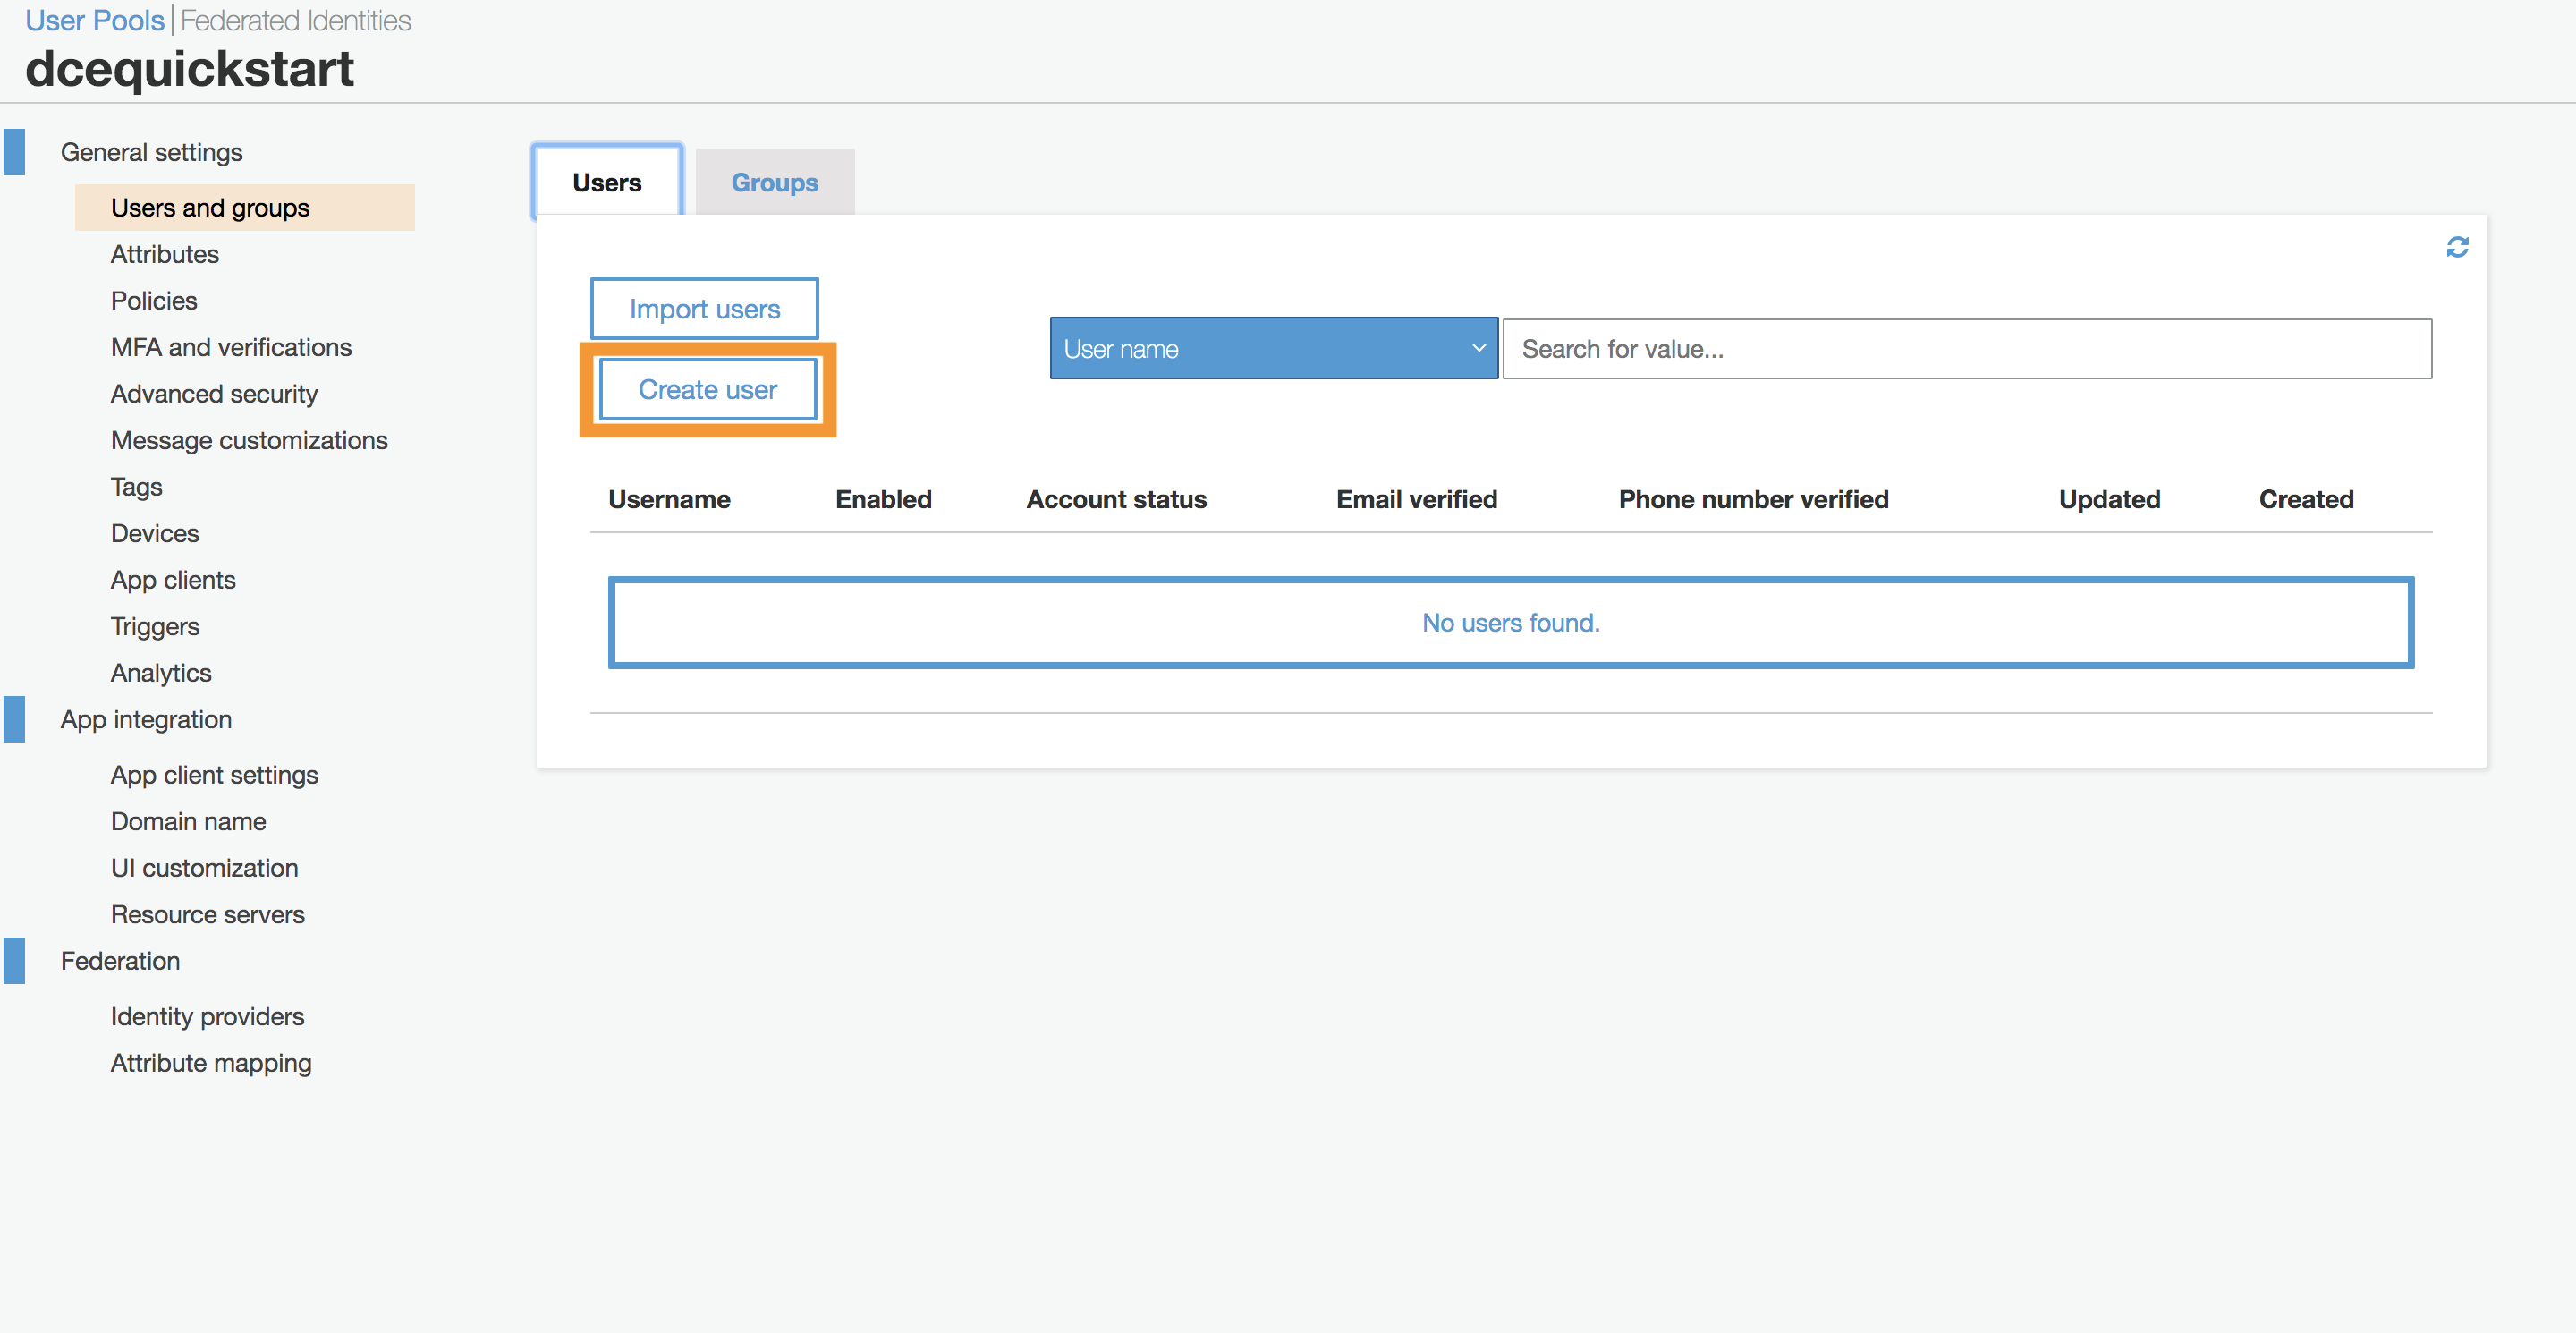 User Pools | Federated Identities
dcequickstart
General settings
Users and groups
Attributes
Policies
MFA and verifications
Advanced security
Message customizations
Tags
Devices
App clients
Triggers
Analytics
App integration
App client settings
Domain name
UI customization
Resource servers
Federation
Identity providers
Attribute mapping
Users Groups
Import users
Create user
User name Search for value...
Username Enabled Account status Email verified Phone number verified Updated Created
No users found.